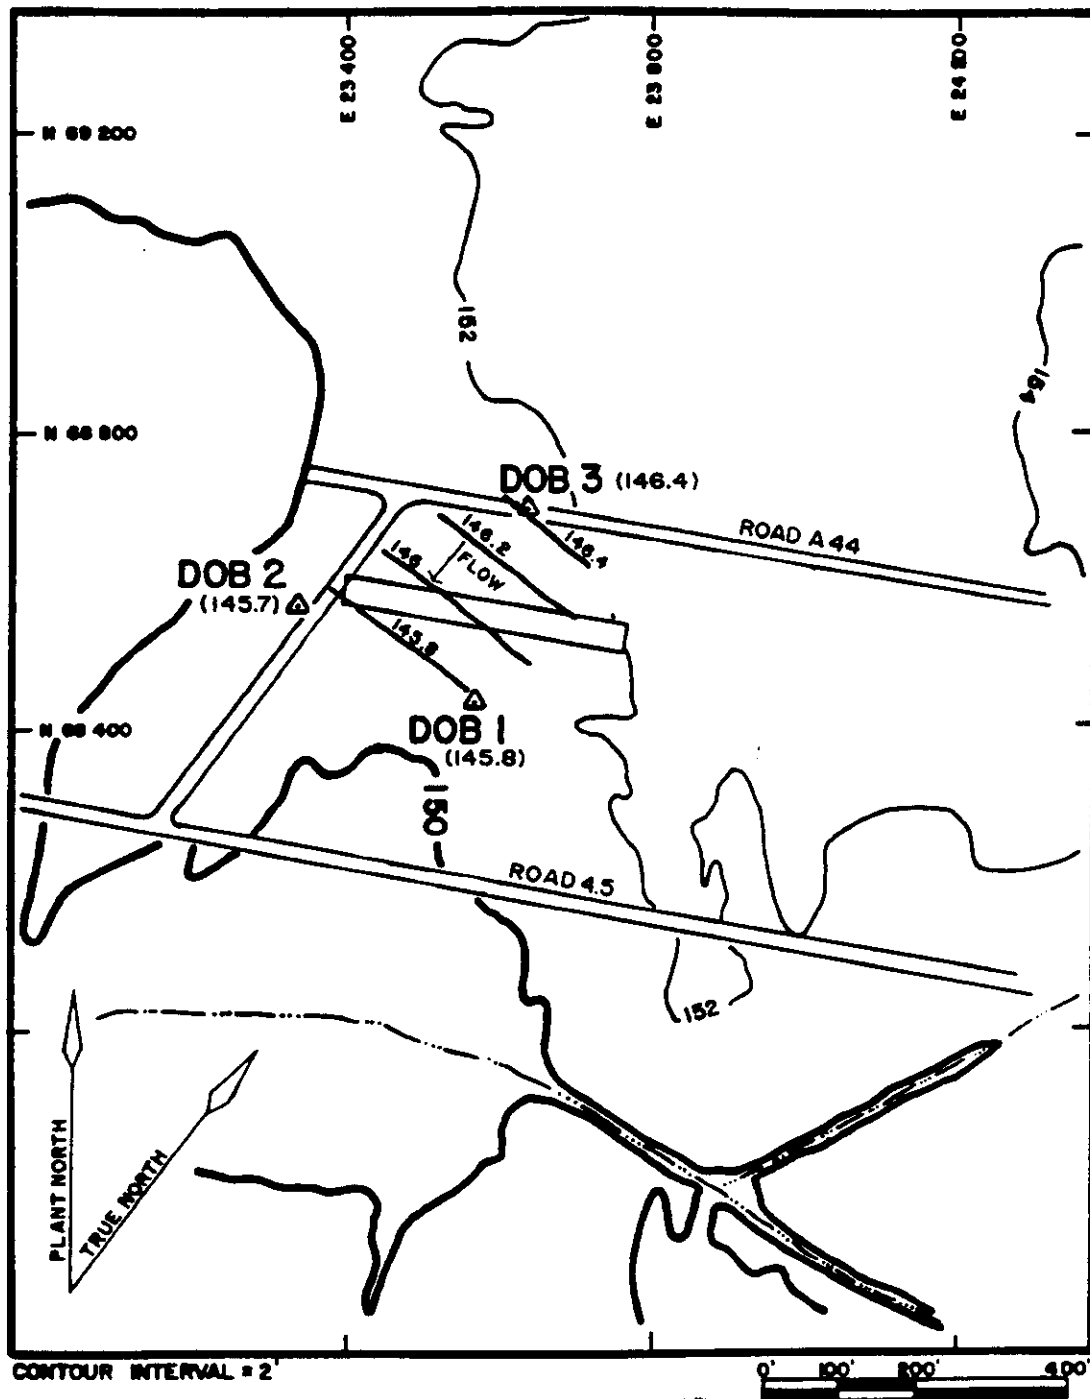 E 23 400
E 23 800
E 24 200
N 69 200
152
154
N 68 800
DOB 3 (146.4)
ROAD A 44
146.2
146.4
146
FLOW
DOB 2
(145.7)
145.8
N 68 400
DOB 1
(145.8)
150
ROAD 4.5
152
PLANT NORTH
TRUE NORTH
CONTOUR INTERVAL = 2'
0' 100' 200' 400'